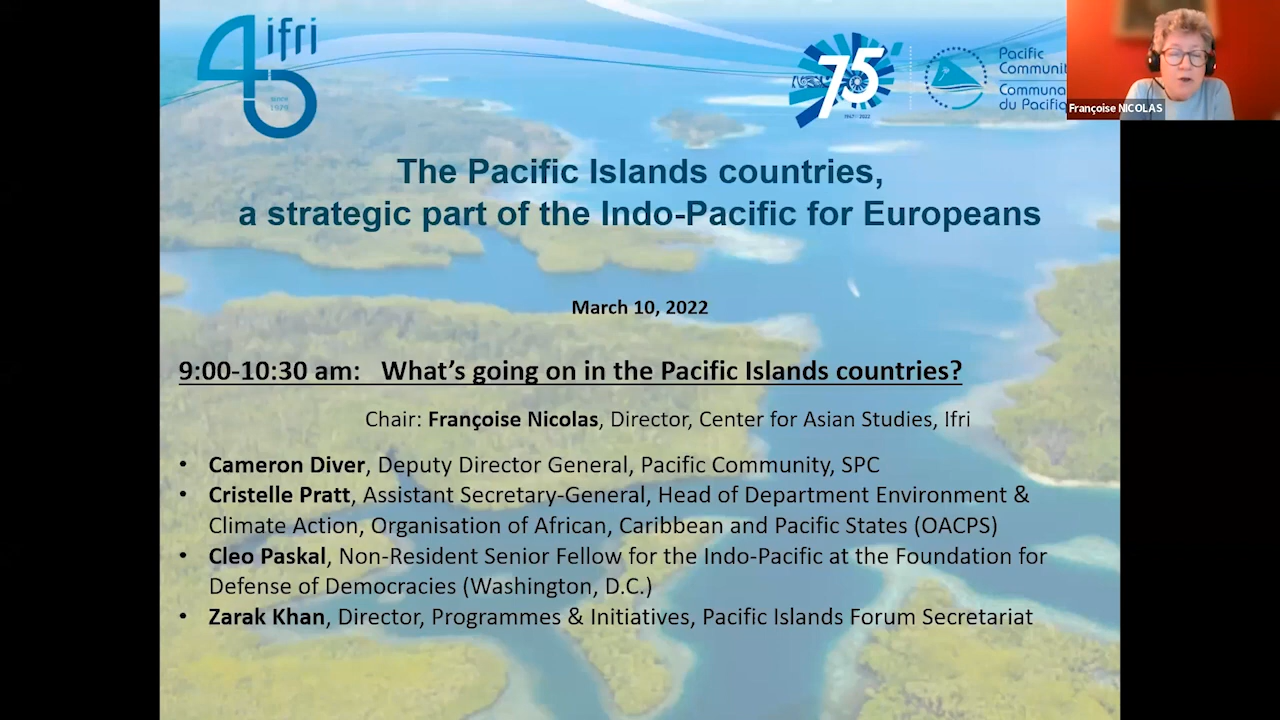 45 ifri
since
1979
75
1947 2022
Pacific
Communit
Communa
du Pacifiq
Françoise NICOLAS
The Pacific Islands countries,
a strategic part of the Indo-Pacific for Europeans
March 10, 2022
9:00-10:30 am: What's going on in the Pacific Islands countries?
Chair: Françoise Nicolas, Director, Center for Asian Studies, Ifri
• Cameron Diver, Deputy Director General, Pacific Community, SPC
• Cristelle Pratt, Assistant Secretary-General, Head of Department Environment &
Climate Action, Organisation of African, Caribbean and Pacific States (OACPS)
• Cleo Paskal, Non-Resident Senior Fellow for the Indo-Pacific at the Foundation for
Defense of Democracies (Washington, D.C.)
• Zarak Khan, Director, Programmes & Initiatives, Pacific Islands Forum Secretariat